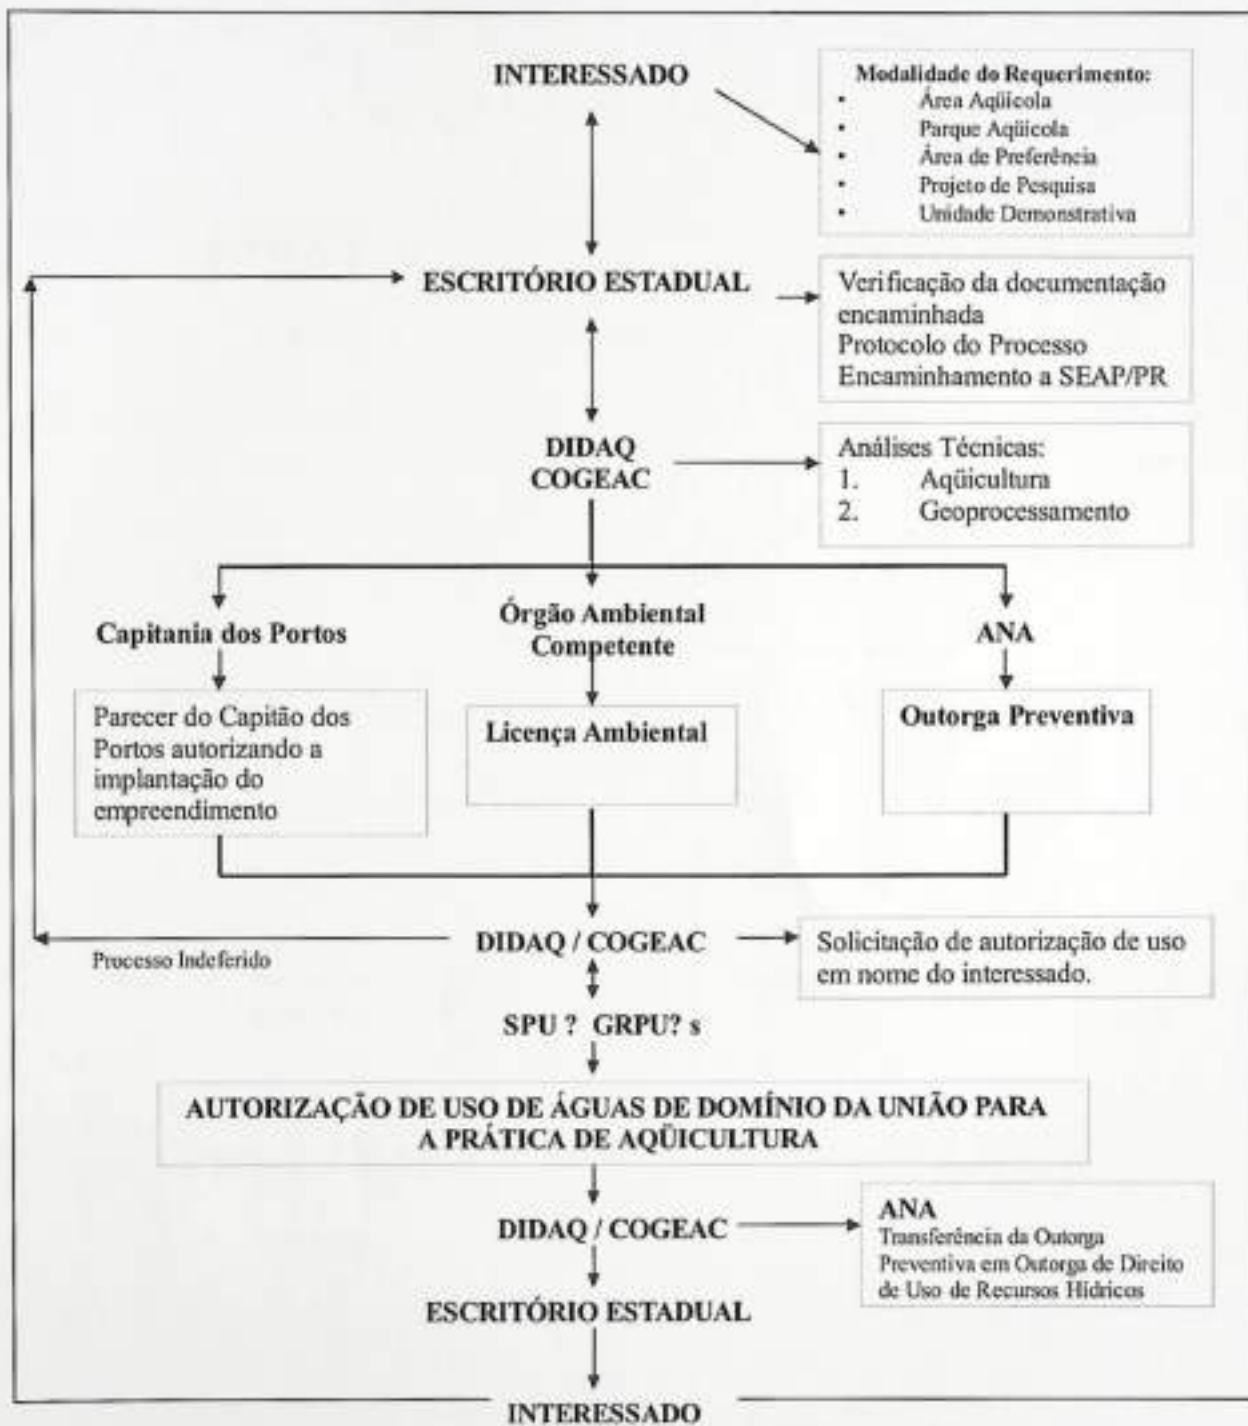 INTERESSADO
Modalidade do Requerimento:
• Área Aqüícola
• Parque Aqüícola
• Área de Preferência
• Projeto de Pesquisa
• Unidade Demonstrativa
ESCRITÓRIO ESTADUAL
Verificação da documentação
encaminhada
Protocolo do Processo
Encaminhamento a SEAP/PR
DIDAQ
COGEAC
Análises Técnicas:
1. Aqüicultura
2. Geoprocessamento
Capitania dos Portos
Órgão Ambiental
Competente
ANA
Parecer do Capitão dos
Portos autorizando a
implantação do
empreendimento
Licença Ambiental
Outorga Preventiva
DIDAQ / COGEAC
Processo Indeferido
Solicitação de autorização de uso
em nome do interessado.
SPU ? GRPU? s
AUTORIZAÇÃO DE USO DE ÁGUAS DE DOMÍNIO DA UNIÃO PARA
A PRÁTICA DE AQÜICULTURA
DIDAQ / COGEAC
ANA
Transferência da Outorga
Preventiva em Outorga de Direito
de Uso de Recursos Hídricos
ESCRITÓRIO ESTADUAL
INTERESSADO